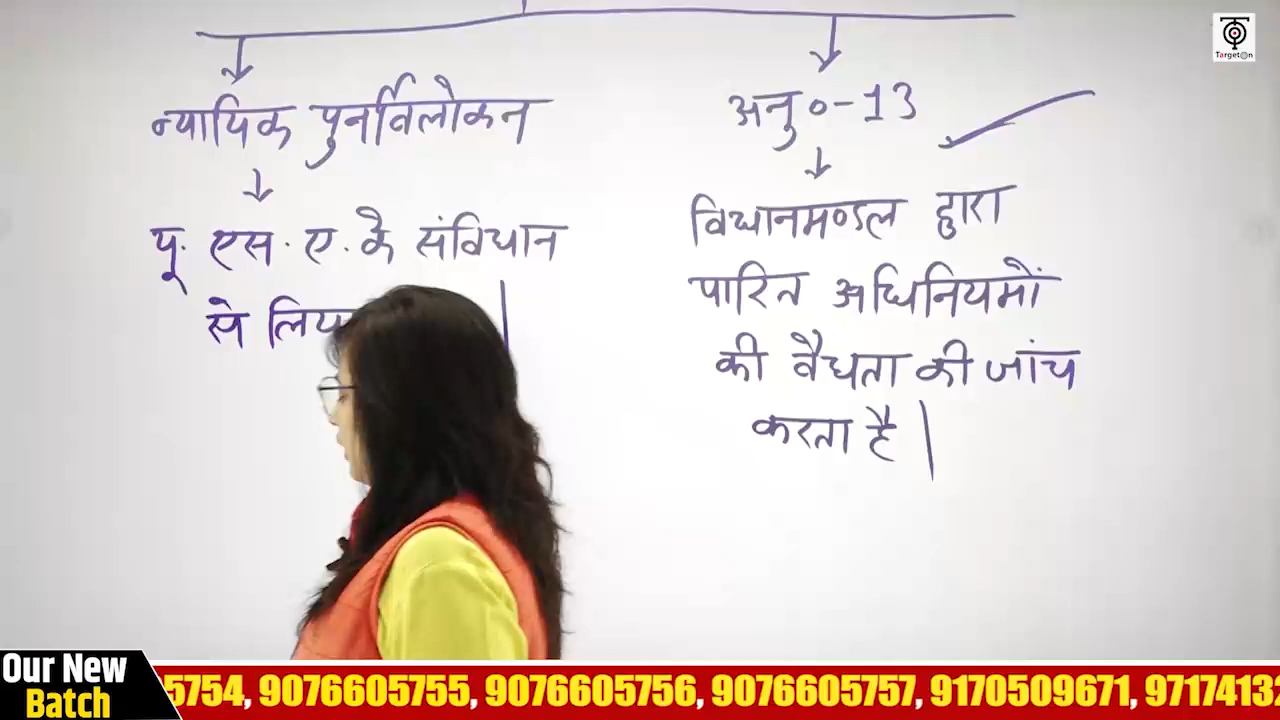 न्यायिक पुनर्विलोकन
यू. एस. ए. के संविधान
से
अनु०-13
विधानमण्डल द्वारा
पारित अधिनियमों
की वैधता की जांच
करता है|
TargetOn
Our New
Batch
5754, 9076605755, 9076605756, 9076605757, 9170509671, 9717413